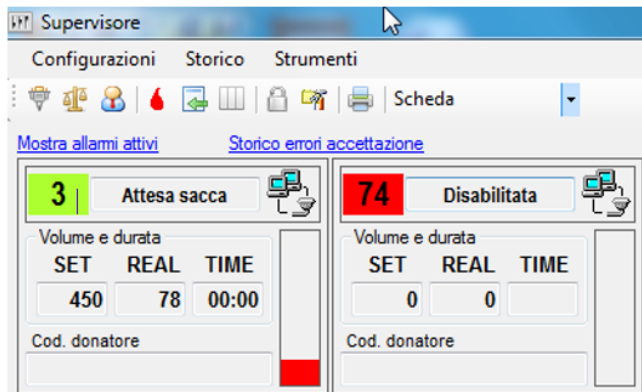 Supervisore
Configurazioni Storico Strumenti
Scheda
Mostra allarmi attivi Storico errori accettazione
3 Attesa sacca 74 Disabilitata
Volume e durata Volume e durata
SET REAL TIME SET REAL TIME
450 78 00:00 0 0
Cod. donatore Cod. donatore